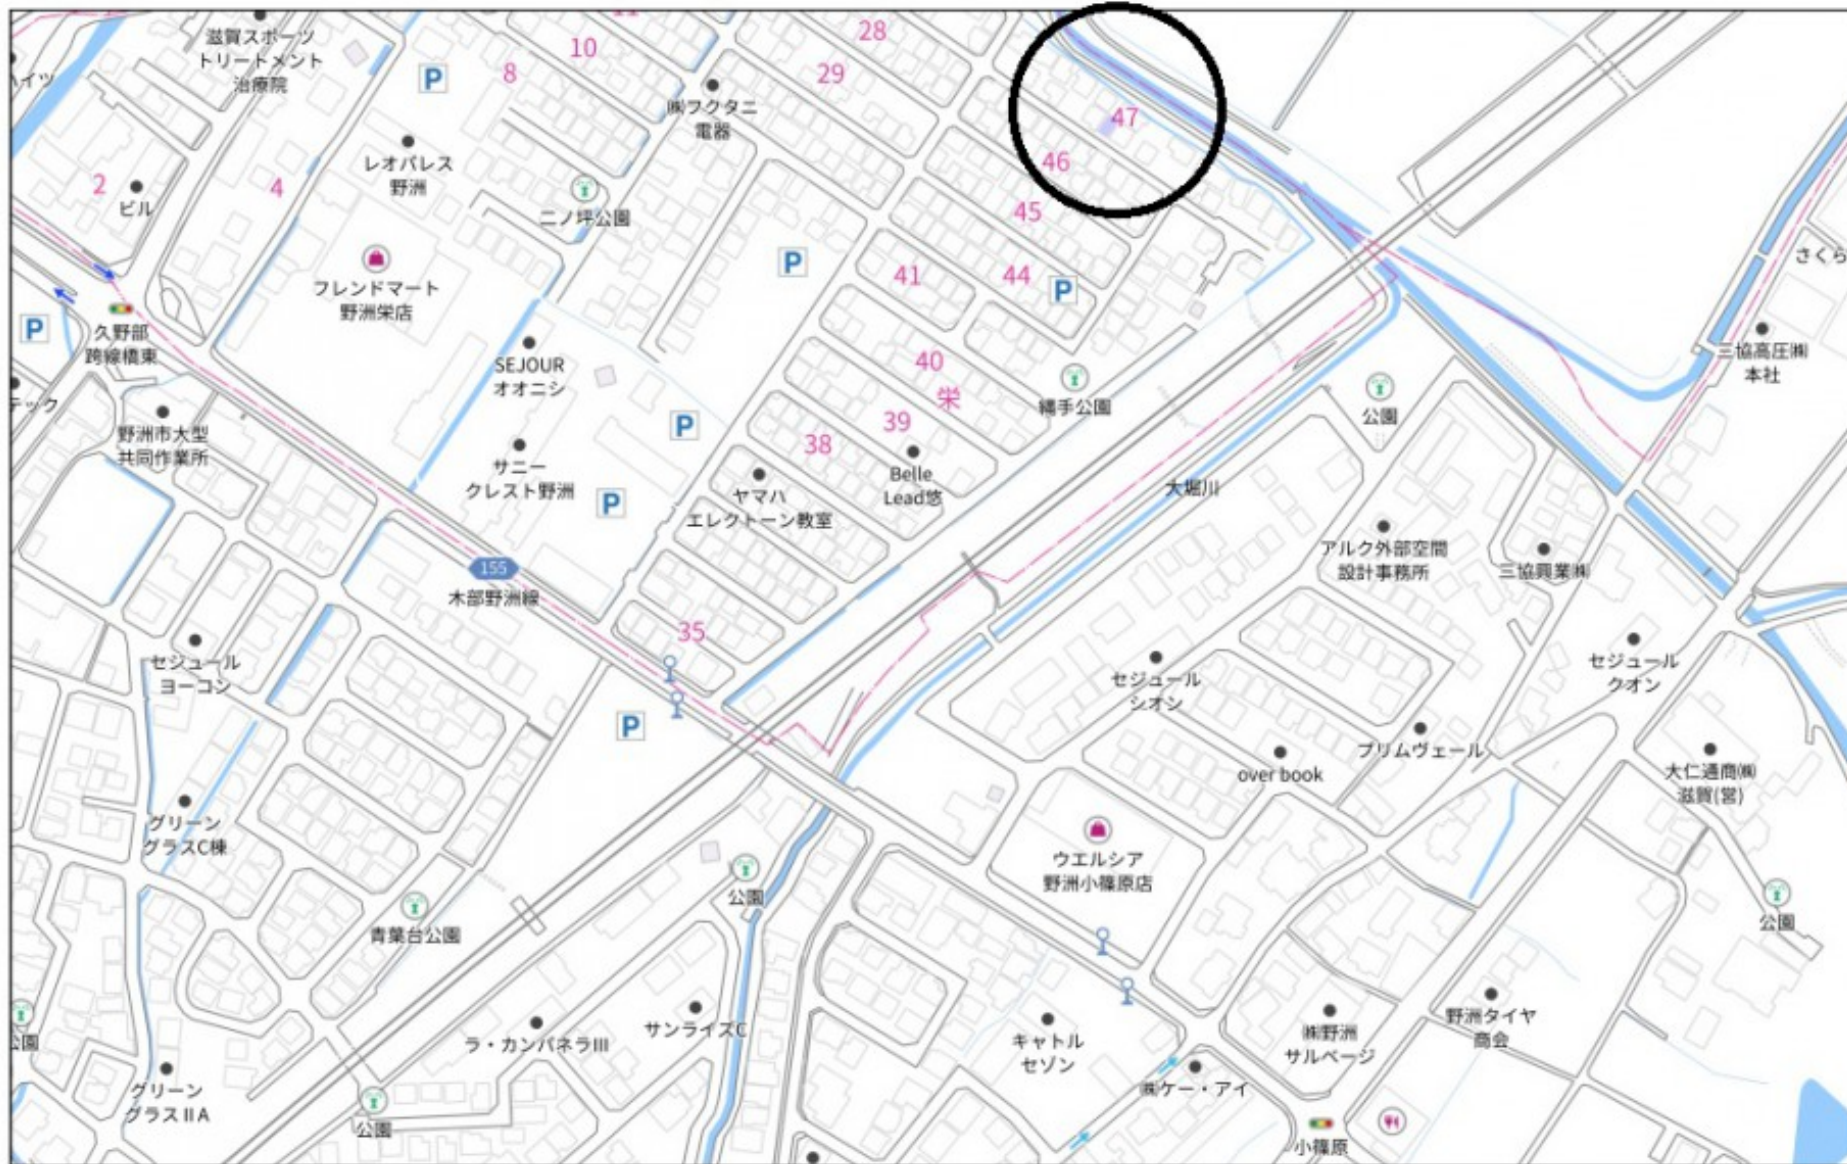 滋賀スポーツ
トリートメント
治療院
ハイツ
10
8
28
29
㈱フクタニ
電器
47
46
45
44
P
レオパレス
野洲
2
ビル
4
二ノ坪公園
P
41
P
フレンドマート
野洲栄店
さくら
P
久野部
跨線橋東
SEJOUR
オオニシ
40
栄
39
38
縄手公園
公園
三協高圧㈱
本社
テック
野洲市大型
共同作業所
P
サニー
クレスト野洲
P
ヤマハ
エレクトーン教室
Belle
Lead悠
大堀川
アルク外部空間
設計事務所
三協興業㈱
155
木部野洲線
35
セジュール
ヨーコン
P
セジュール
シオン
セジュール
クオン
over book
プリムヴェール
大仁通商㈱
滋賀(営)
グリーン
グラスC棟
ウエルシア
野洲小篠原店
公園
青葉台公園
公園
公園
ラ・カンパネラIII
サンライズC
キャトル
セゾン
㈱野洲
サルベージ
野洲タイヤ
商会
グリーン
グラスⅡA
公園
㈱ケー・アイ
小篠原